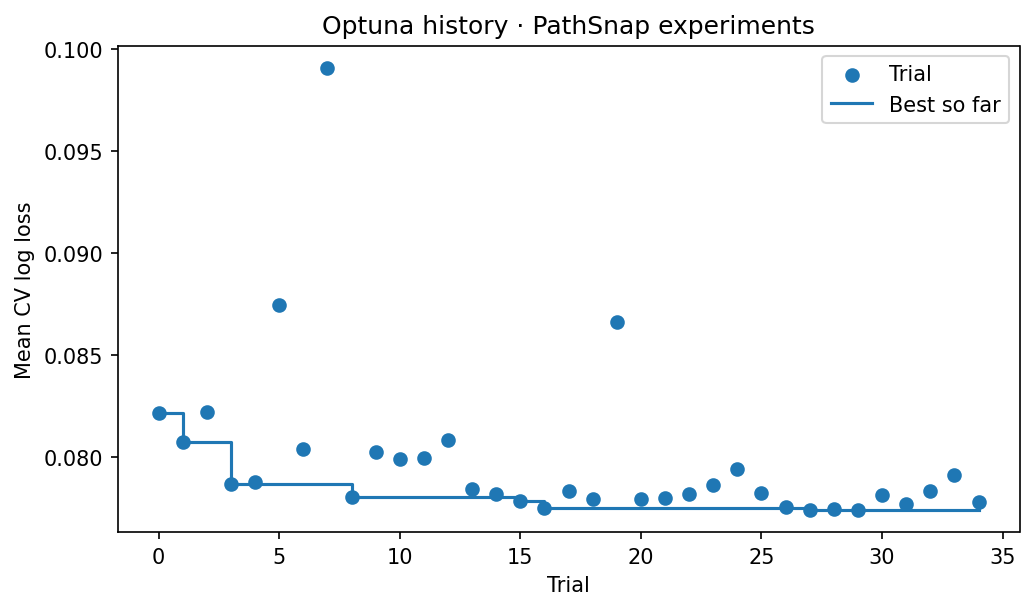 Optuna history · PathSnap experiments
Trial
Best so far
Mean CV log loss
0.100
0.095
0.090
0.085
0.080
0 5 10 15 20 25 30 35
Trial